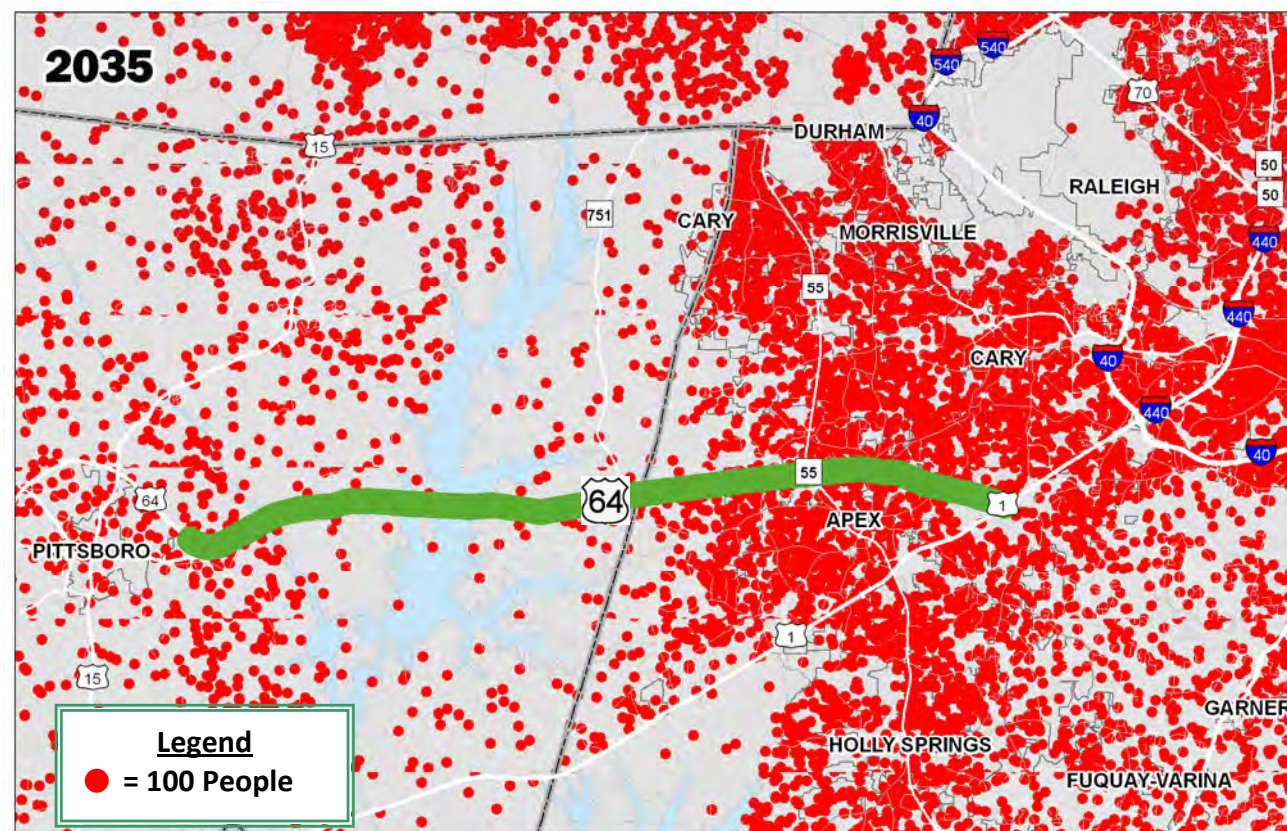 2035
540
540
70
40
DURHAM
15
50
RALEIGH
50
751
CARY
MORRISVILLE
440
55
440
CARY
40
440
40
64
55
64
1
APEX
PITTSBORO
1
15
GARNER
Legend
= 100 People
HOLLY SPRINGS
FUQUAY-VARINA